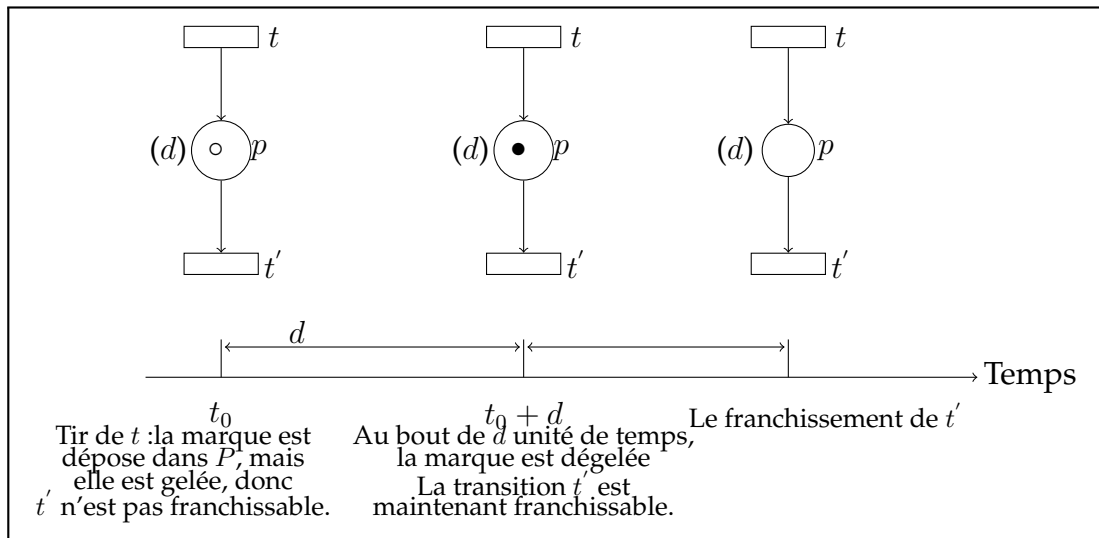 t
t
t
(d)
p
(d)
p
(d)
p
t'
t'
t'
d
Temps
t₀
t₀ + d
Le franchissement de t'
Tir de t :la marque est
dépose dans P, mais
elle est gelée, donc
t' n'est pas franchissable.
Au bout de d unité de temps,
la marque est dégelée
La transition t' est
maintenant franchissable.